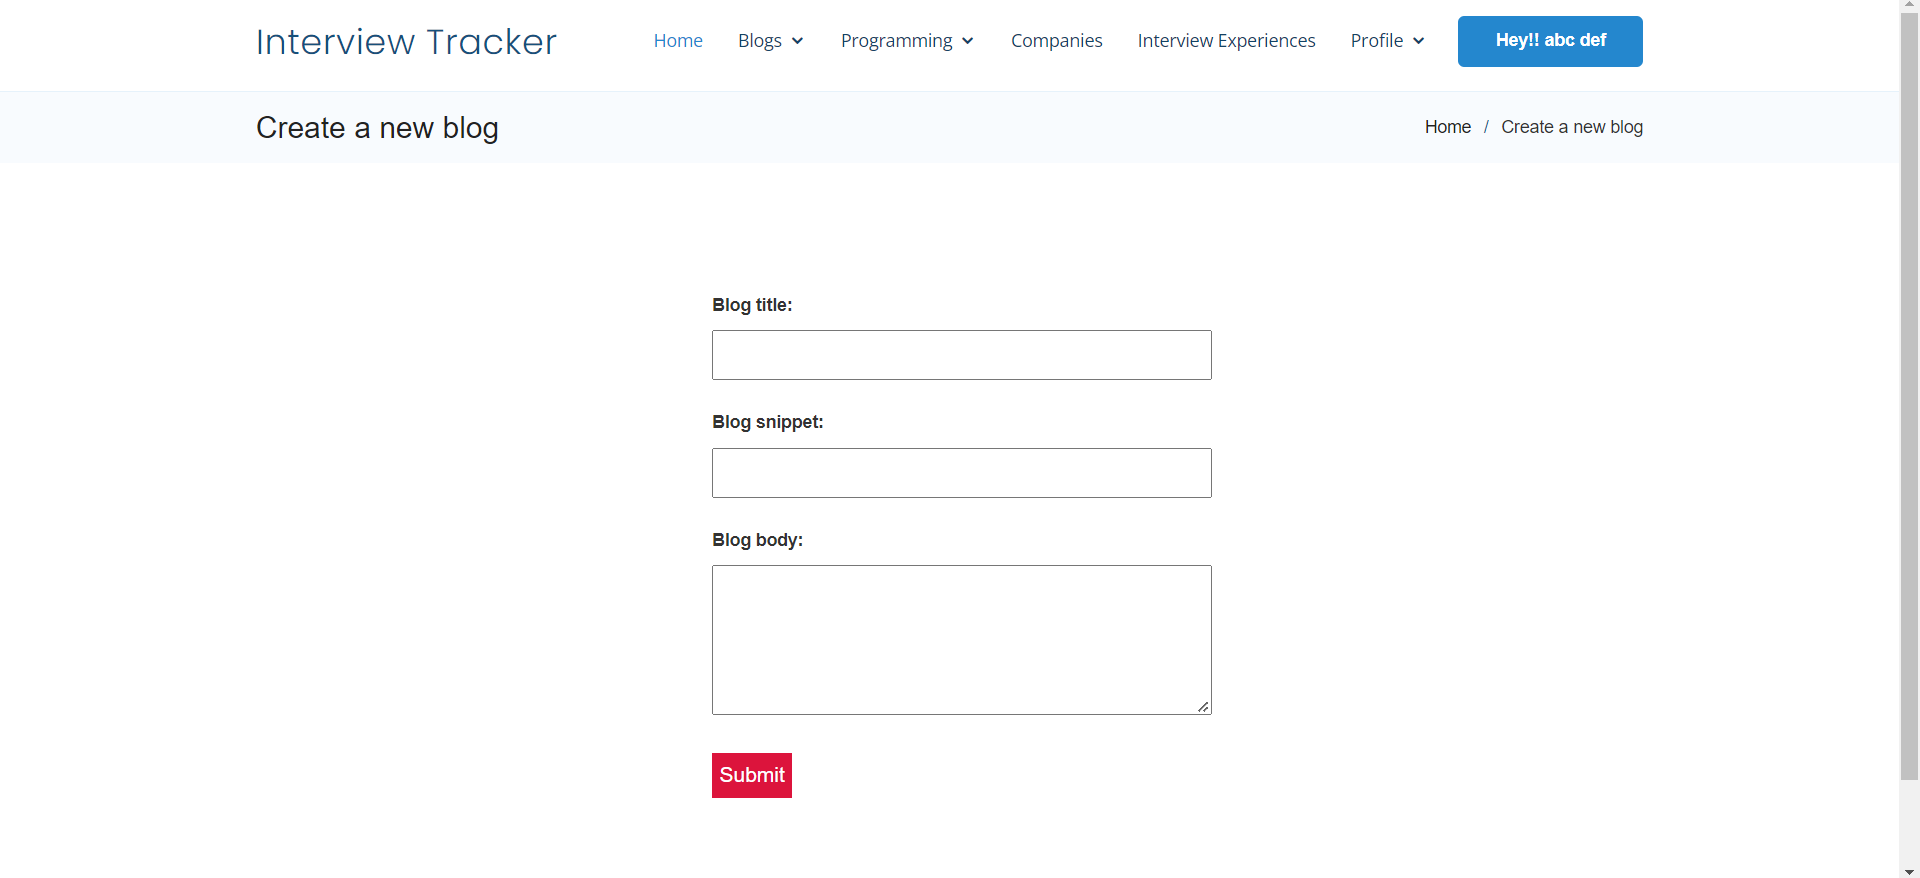 Interview Tracker Home Blogs Programming Companies Interview Experiences Profile Hey!! abc def
Create a new blog Home / Create a new blog
Blog title:
Blog snippet:
Blog body:
Submit